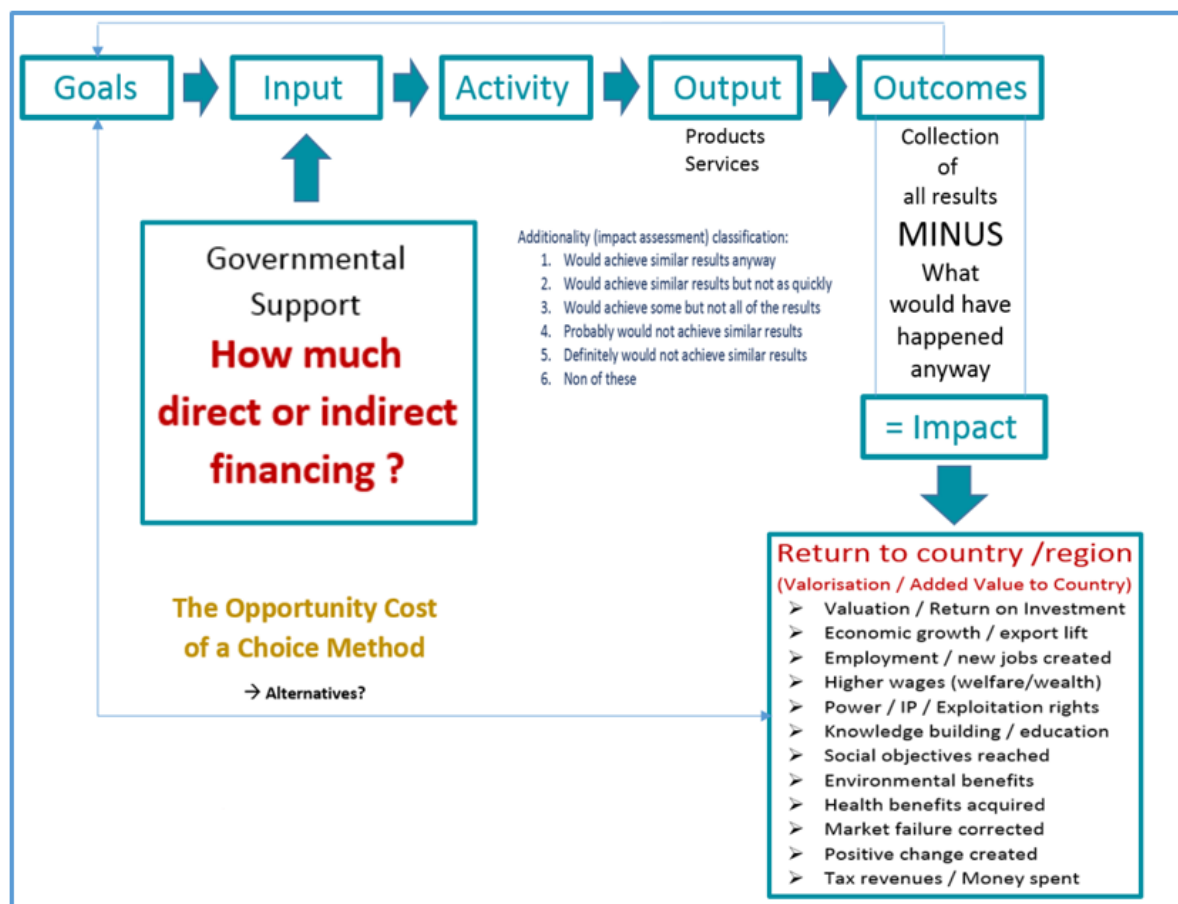 Goals
Input
Activity
Output
Outcomes
Products
Services
Collection
of
all results
MINUS
What
would have
happened
anyway
= Impact
Governmental
Support
How much
direct or indirect
financing ?
Additionality (impact assessment) classification:
1. Would achieve similar results anyway
2. Would achieve similar results but not as quickly
3. Would achieve some but not all of the results
4. Probably would not achieve similar results
5. Definitely would not achieve similar results
6. Non of these
The Opportunity Cost
of a Choice Method
→ Alternatives?
Return to country /region
(Valorisation / Added Value to Country)
➢ Valuation / Return on Investment
➢ Economic growth / export lift
➢ Employment / new jobs created
➢ Higher wages (welfare/wealth)
➢ Power / IP / Exploitation rights
➢ Knowledge building / education
➢ Social objectives reached
➢ Environmental benefits
➢ Health benefits acquired
➢ Market failure corrected
➢ Positive change created
➢ Tax revenues / Money spent